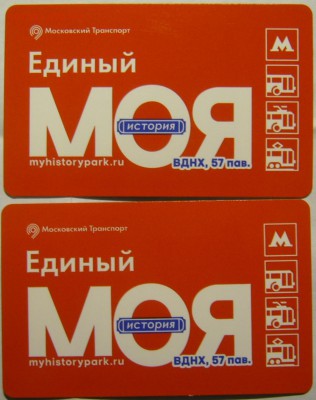 Московский Транспорт
М
Единый
МОЯ
история
ВДНХ, 57 пав.
myhistorypark.ru
Московский Транспорт
М
Единый
МОЯ
история
ВДНХ, 57 пав.
myhistorypark.ru